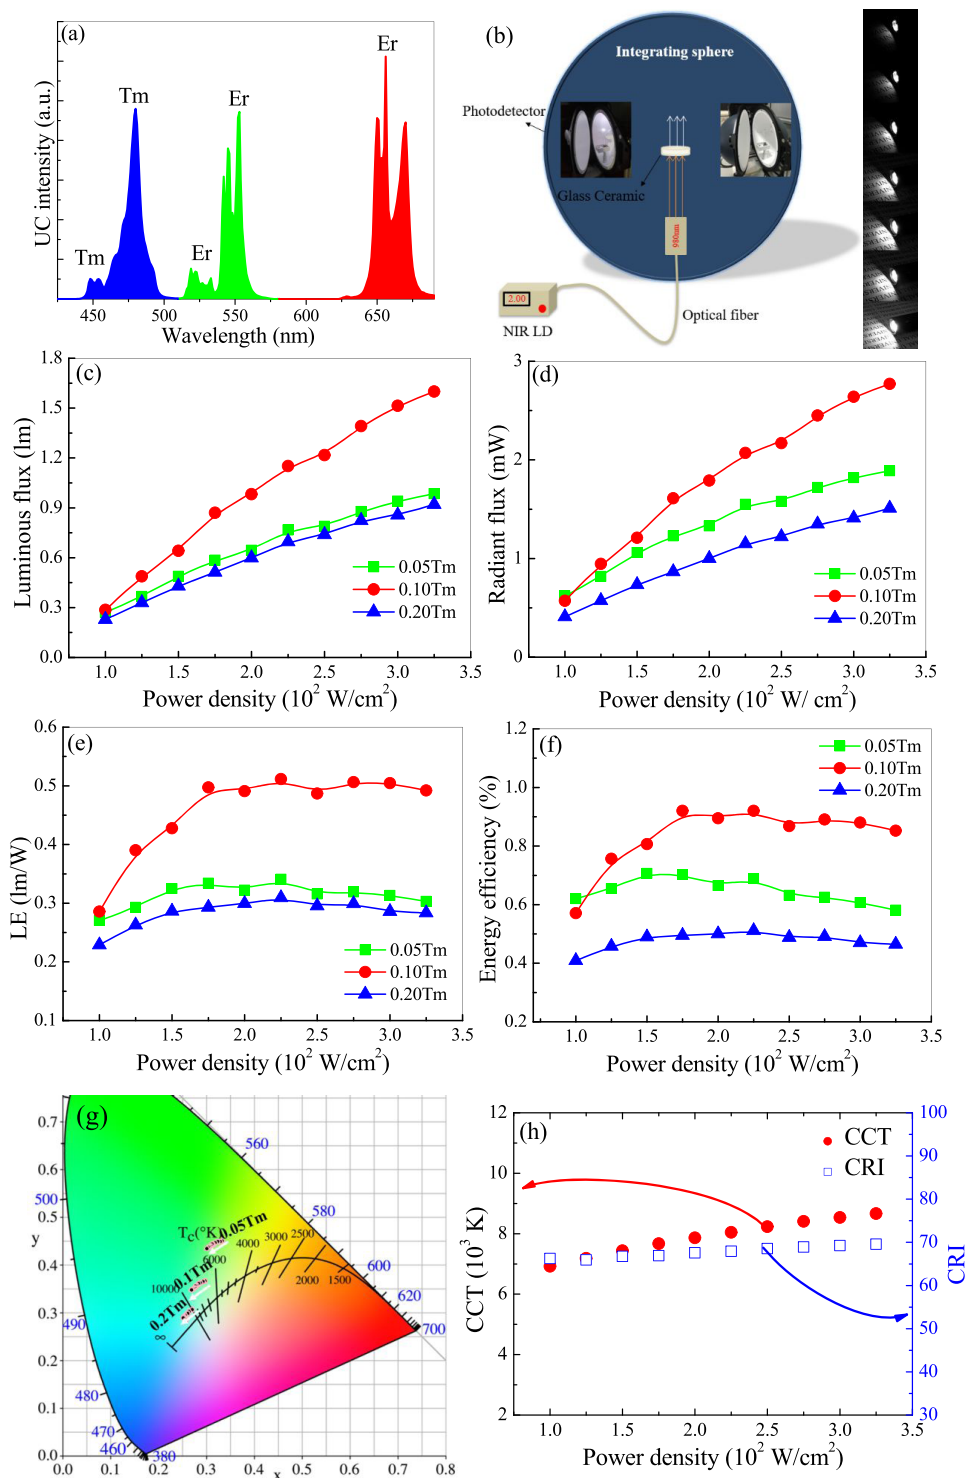 (a)
Er
Tm
Er
Tm
Er
UC intensity (a.u.)
450
500
550
600
650
Wavelength (nm)
(b)
Integrating sphere
Photodetector
Glass Ceramic
980nm
2.00
NIR LD
Optical fiber
(c)
1.8
1.5
1.2
0.9
0.6
0.3
0.0
Luminous flux (lm)
0.05Tm
0.10Tm
0.20Tm
1.0
1.5
2.0
2.5
3.0
3.5
Power density (10² W/cm²)
(d)
3
2
1
0
Radiant flux (mW)
0.05Tm
0.10Tm
0.20Tm
1.0
1.5
2.0
2.5
3.0
3.5
Power density (10² W/ cm²)
(e)
0.6
0.5
0.4
0.3
0.2
0.1
LE (lm/W)
0.05Tm
0.10Tm
0.20Tm
1.0
1.5
2.0
2.5
3.0
3.5
Power density (10² W/cm²)
(f)
1.2
1.0
0.8
0.6
0.4
0.2
Energy efficiency (%)
0.05Tm
0.10Tm
0.20Tm
1.0
1.5
2.0
2.5
3.0
3.5
Power density (10² W/cm²)
(g)
0.7
0.6
0.5
0.5
y
0.4
0.4
0.3
0.3
0.2
0.2
0.1
0.1
0.0
0.0
0.1
0.2
0.3
0.4
0.5
0.6
0.7
0.8
x
560
580
600
620
700
500
490
480
470
460
380
T_c(°K)
0.05Tm
0.1Tm
0.2Tm
10000
6000
4000
3000
2500
2000
1500
∞
(h)
12
10
8
6
4
2
CCT (10³ K)
CCT
CRI
100
90
80
70
60
50
40
30
CRI
1.0
1.5
2.0
2.5
3.0
3.5
Power density (10² W/cm²)